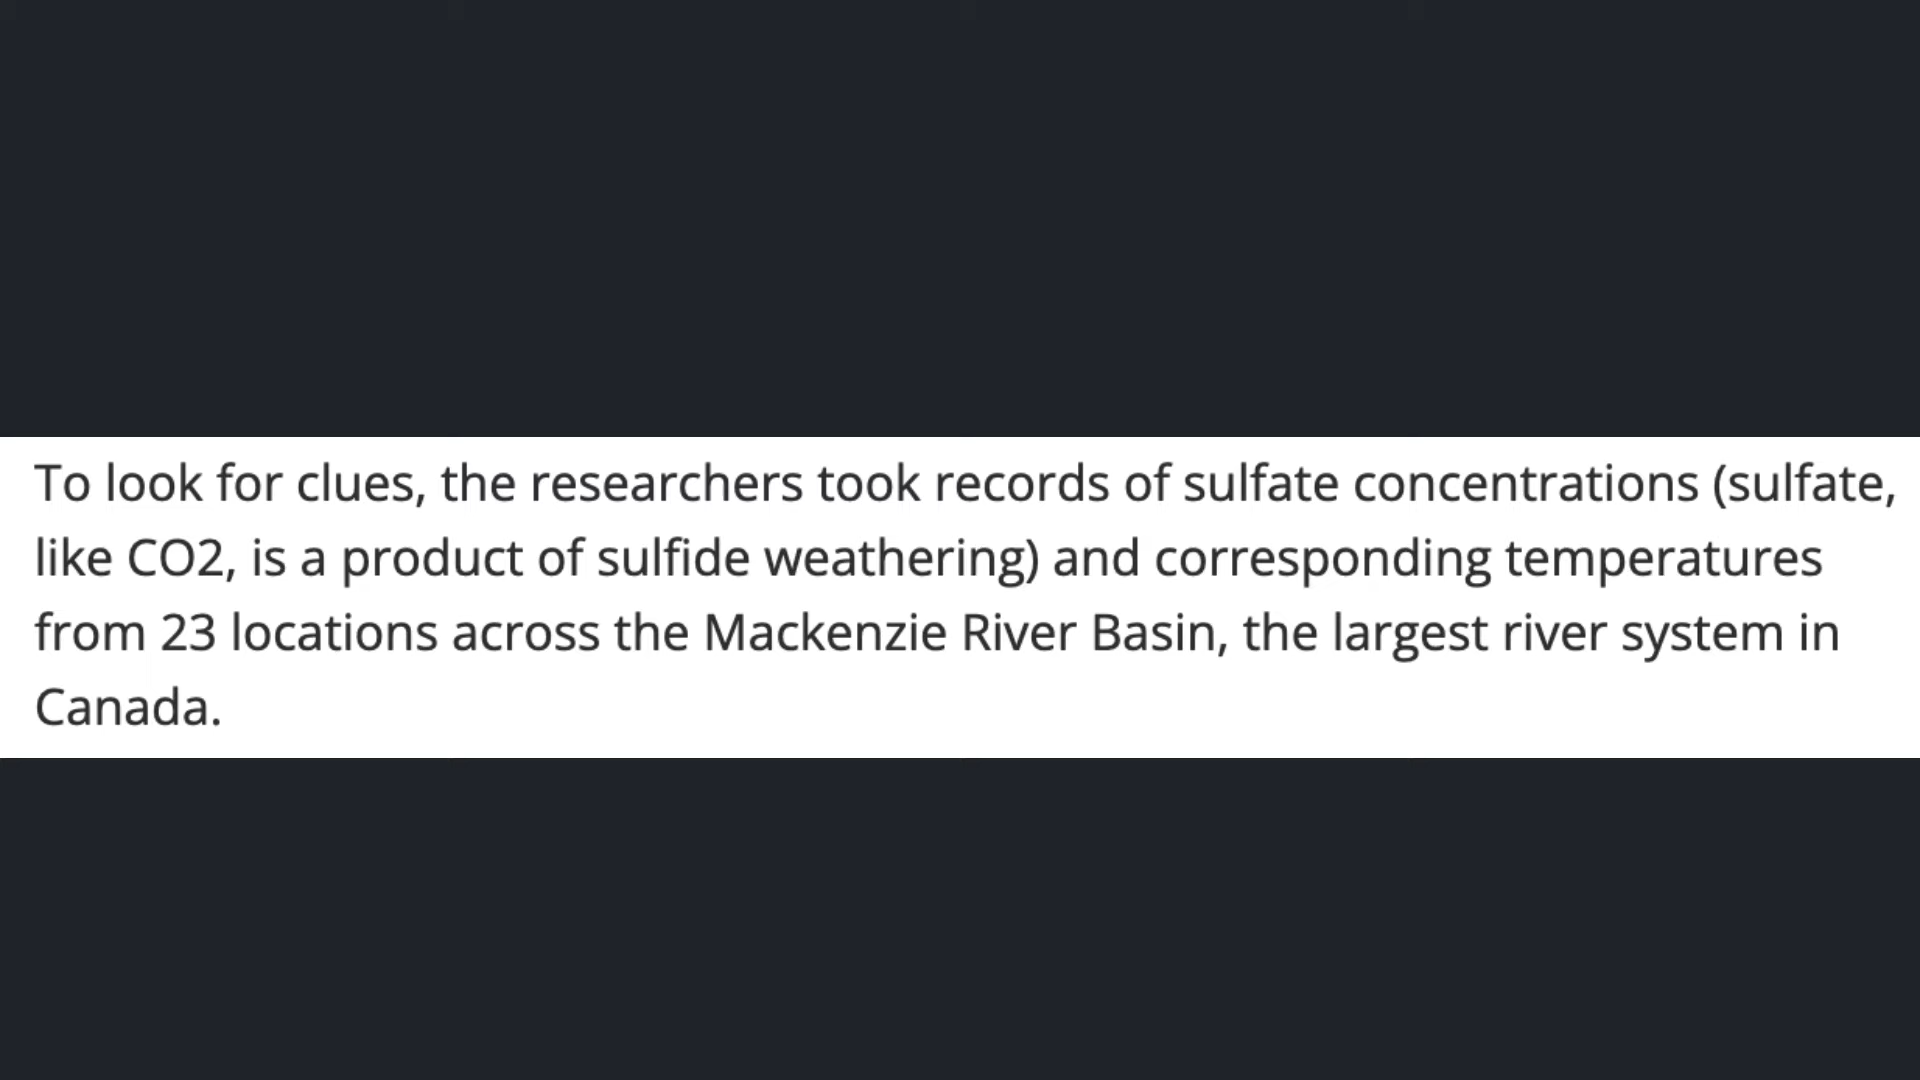 To look for clues, the researchers took records of sulfate concentrations (sulfate,
like CO2, is a product of sulfide weathering) and corresponding temperatures
from 23 locations across the Mackenzie River Basin, the largest river system in
Canada.